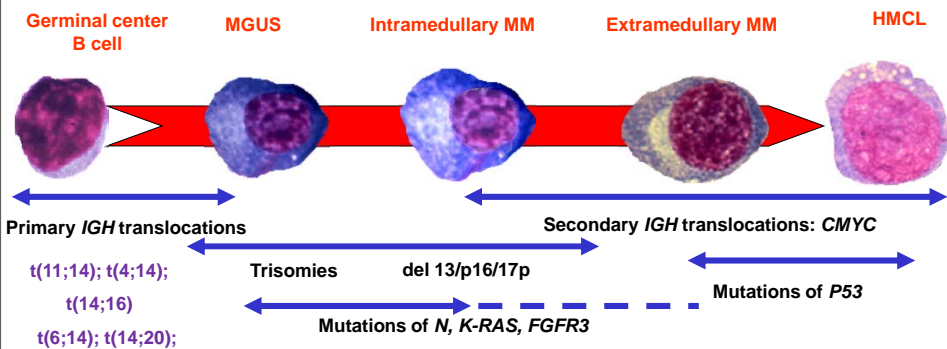 Germinal center
B cell
MGUS
Intramedullary MM
Extramedullary MM
HMCL
Primary IGH translocations
Secondary IGH translocations: CMYC
t(11;14); t(4;14);
t(14;16)
t(6;14); t(14;20);
Trisomies
del 13/p16/17p
Mutations of P53
Mutations of N, K-RAS, FGFR3